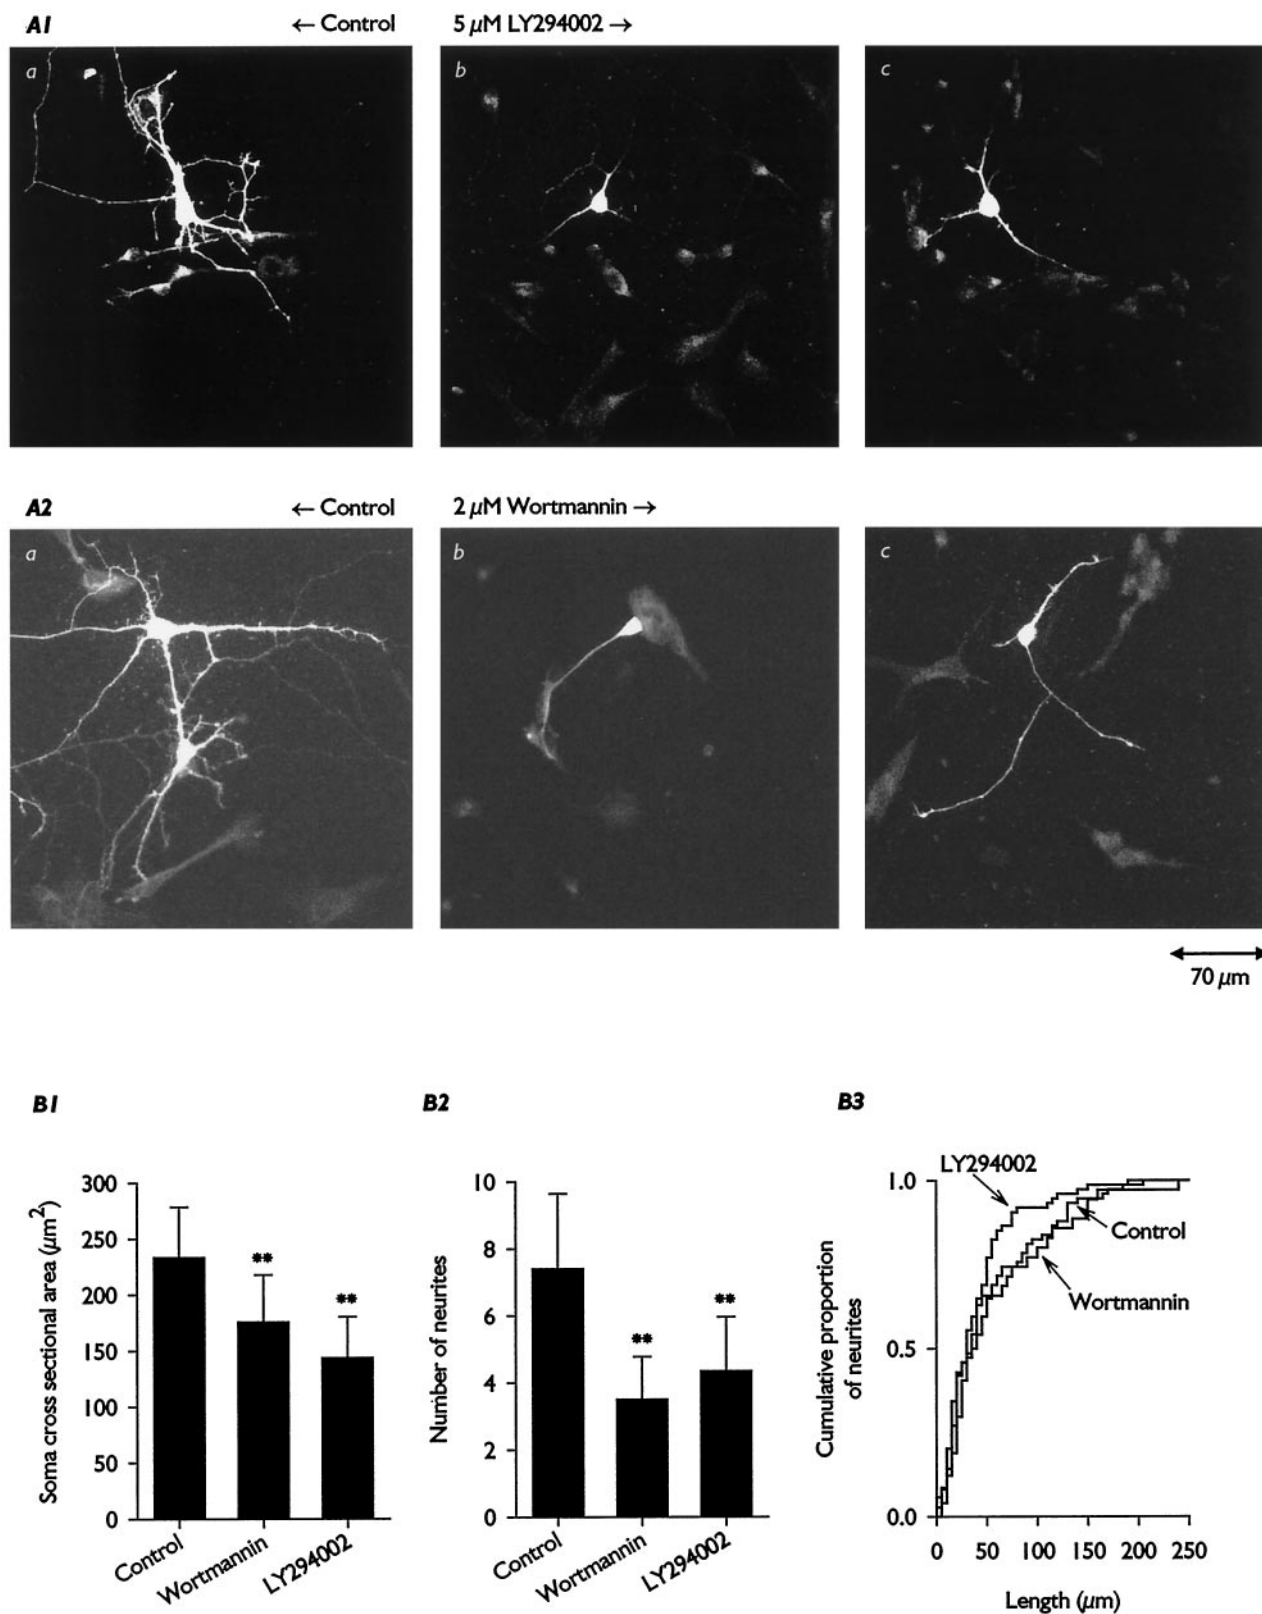 A1 ← Control 5 μM LY294002 →
a b c
A2 ← Control 2 μM Wortmannin →
a b c
70 μm
B1 B2 B3
Soma cross sectional area (μm²)
300
250
200
150
100
50
0
** **
Control Wortmannin LY294002
Number of neurites
10
8
6
4
2
0
** **
Control Wortmannin LY294002
Cumulative proportion
of neurites
1.0
0.5
0.0
LY294002
Control
Wortmannin
0 50 100 150 200 250
Length (μm)